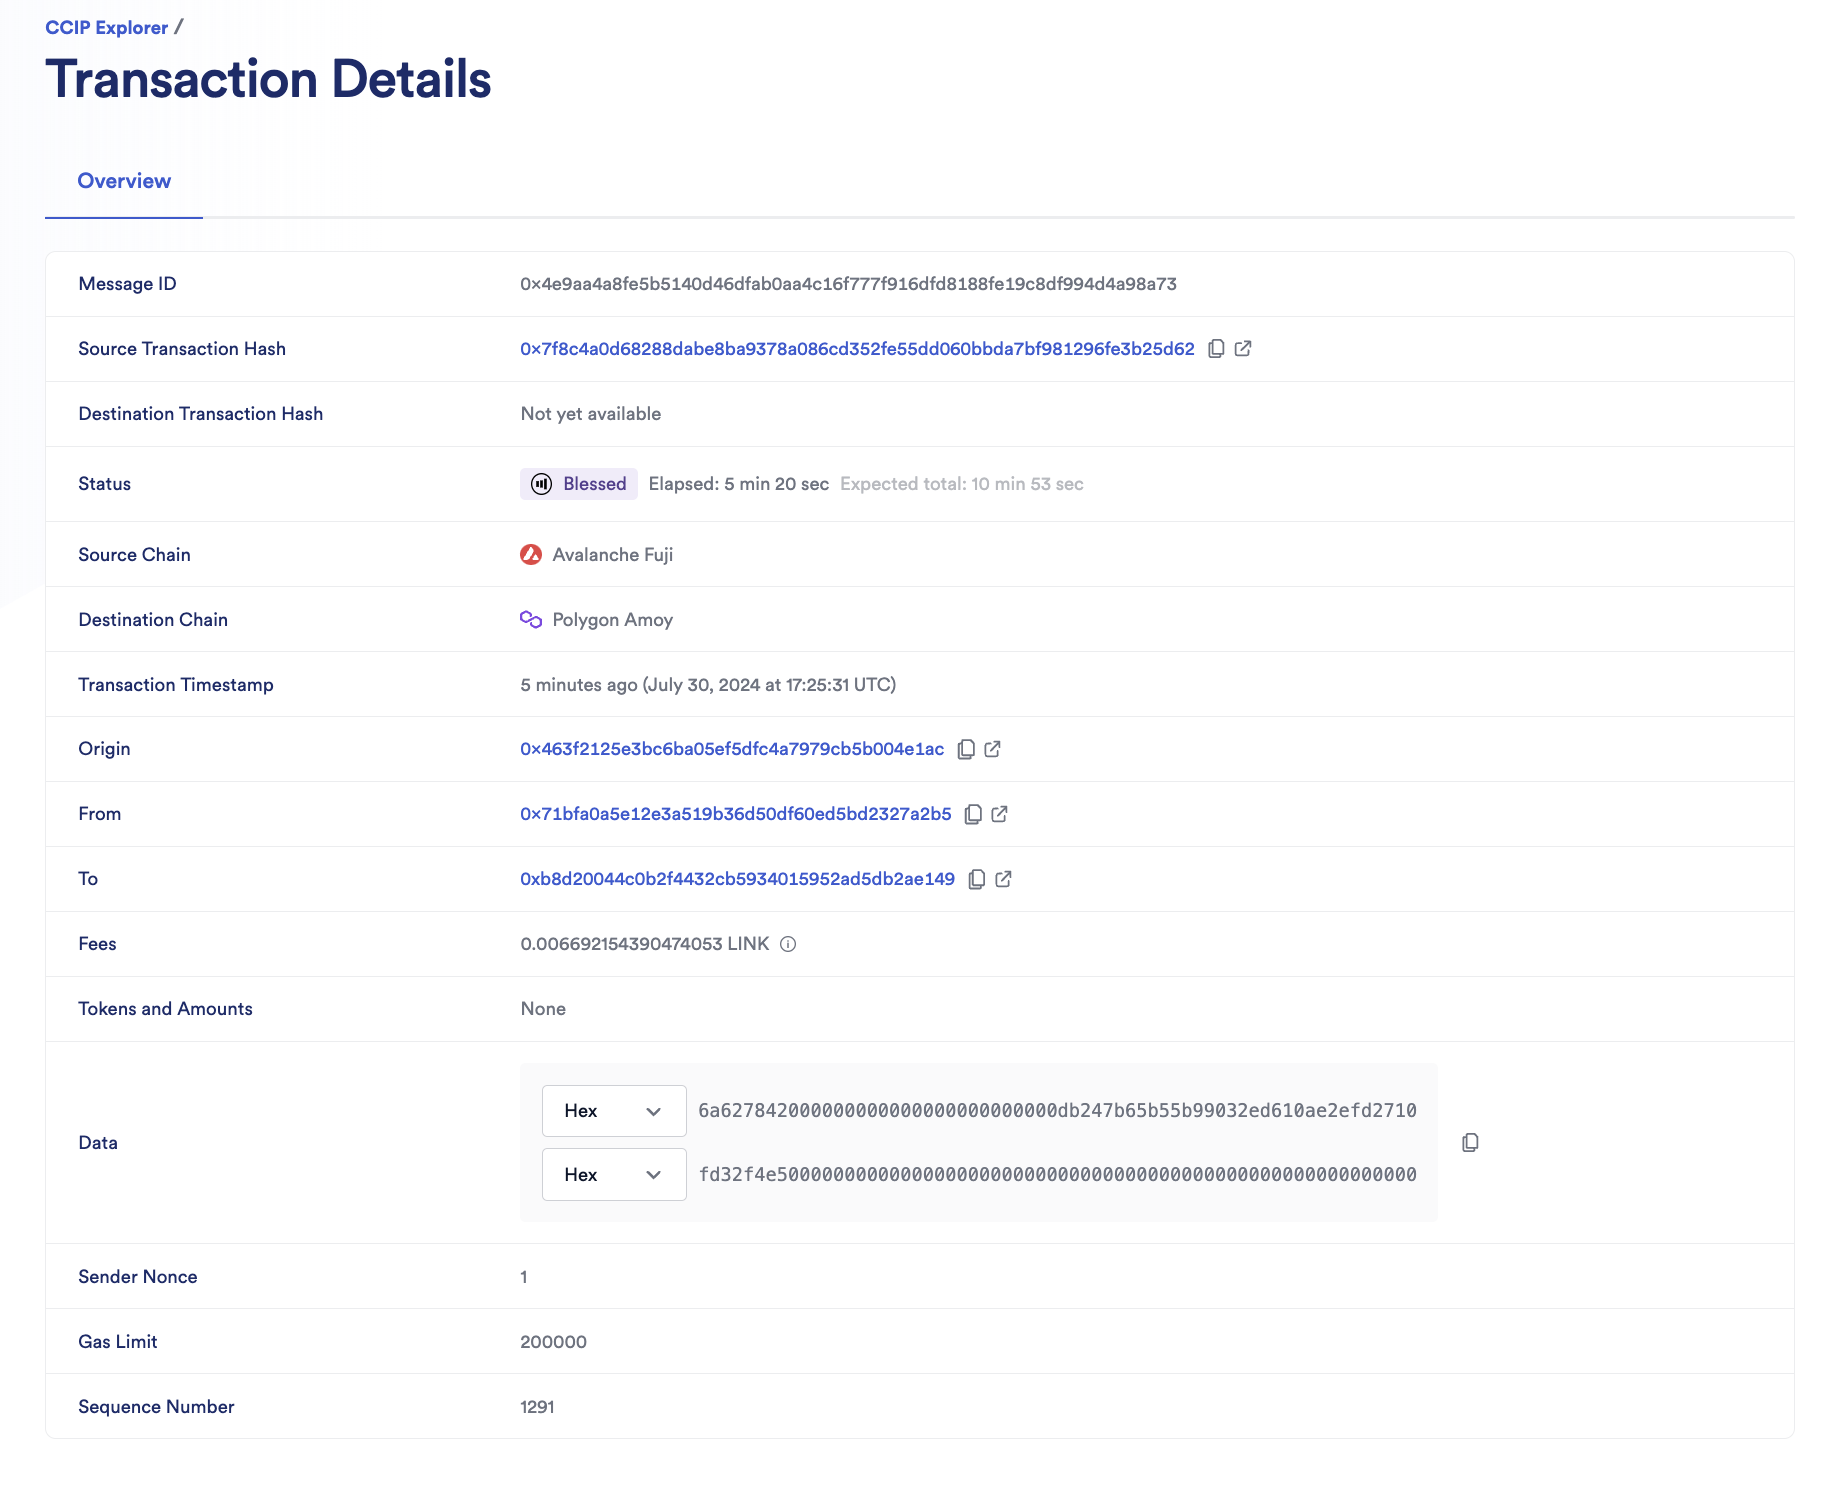 CCIP Explorer /
Transaction Details
Overview
Message ID 0x4e9aa4a8fe5b5140d46dfab0aa4c16f777f916dfd8188fe19c8df994d4a98a73
Source Transaction Hash 0x7f8c4a0d68288dabe8ba9378a086cd352fe55dd060bbda7bf981296fe3b25d62
Destination Transaction Hash Not yet available
Status Blessed Elapsed: 5 min 20 sec Expected total: 10 min 53 sec
Source Chain Avalanche Fuji
Destination Chain Polygon Amoy
Transaction Timestamp 5 minutes ago (July 30, 2024 at 17:25:31 UTC)
Origin 0x463f2125e3bc6ba05ef5dfc4a7979cb5b004e1ac
From 0x71bfa0a5e12e3a519b36d50df60ed5bd2327a2b5
To 0xb8d20044c0b2f4432cb5934015952ad5db2ae149
Fees 0.006692154390474053 LINK
Tokens and Amounts None
Data
Hex 6a627842000000000000000000000000db247b65b55b99032ed610ae2efd2710
Hex fd32f4e500000000000000000000000000000000000000000000000000000000
Sender Nonce 1
Gas Limit 200000
Sequence Number 1291